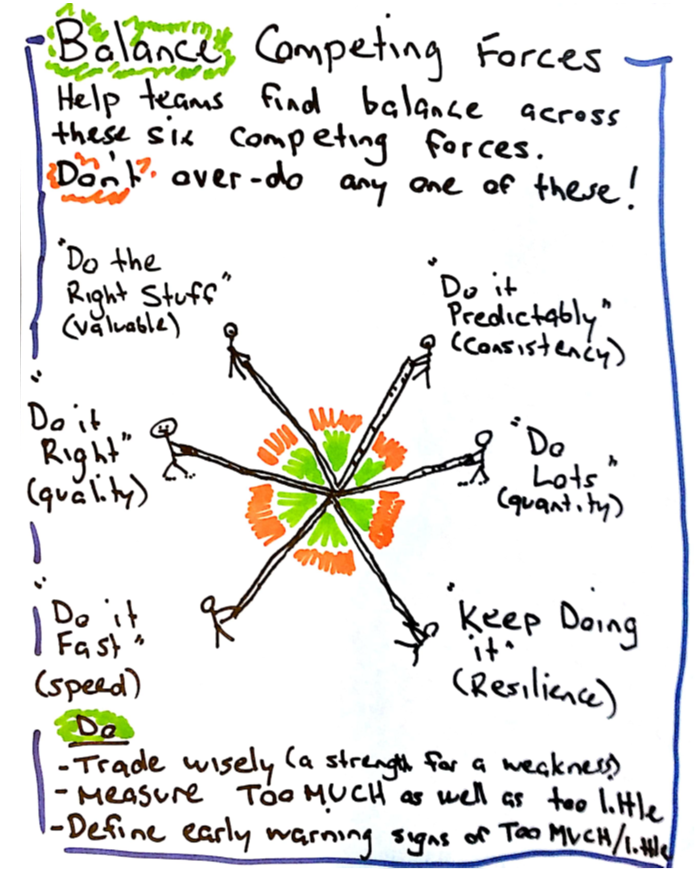 Balance Competing Forces
Help teams find balance across
these six competing forces.
Don't over-do any one of these!
"Do the
Right Stuff"
(valuable)
"Do it
Predictably"
(consistency)
"Do it
Right"
(quality)
"Do
Lots"
(quantity)
"Do it
Fast"
(speed)
"Keep Doing
it"
(Resilience)
Do
- Trade wisely (a strength for a weakness)
- Measure TOO MUCH as well as too little
- Define early warning signs of TOO MUCH/little